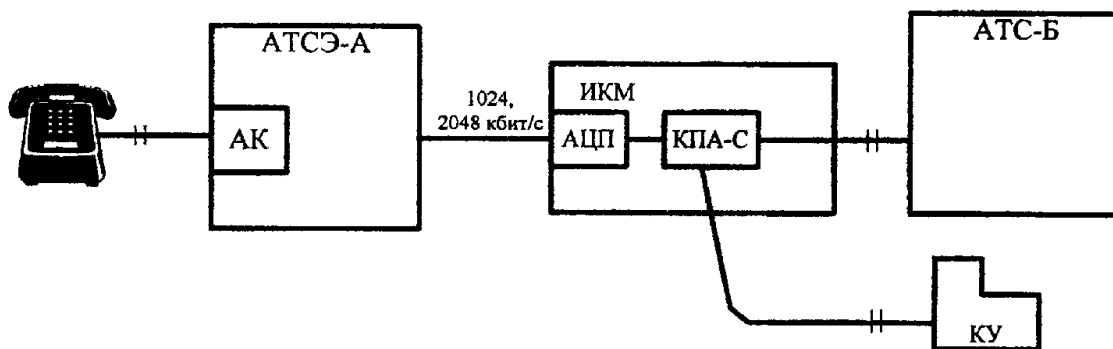 АТСЭ-А
АТС-Б
ИКМ
1024,
2048 кбит/с
АК
АЦП
КПА-С
КУ